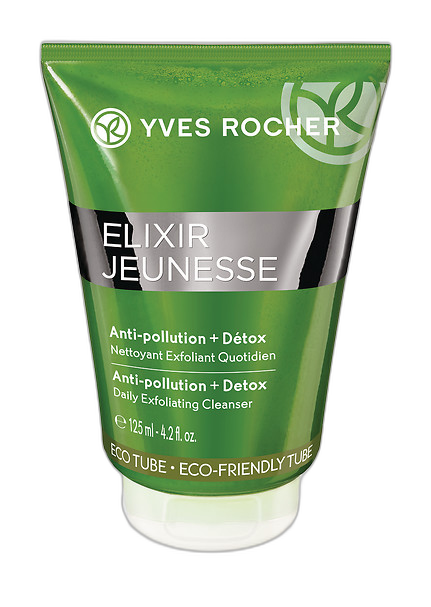 YVES ROCHER
ELIXIR
JEUNESSE
Anti-pollution + Détox
Nettoyant Exfoliant Quotidien
Anti-pollution + Detox
Daily Exfoliating Cleanser
℮ 125 ml - 4.2 fl. oz.
ECO TUBE • ECO-FRIENDLY TUBE